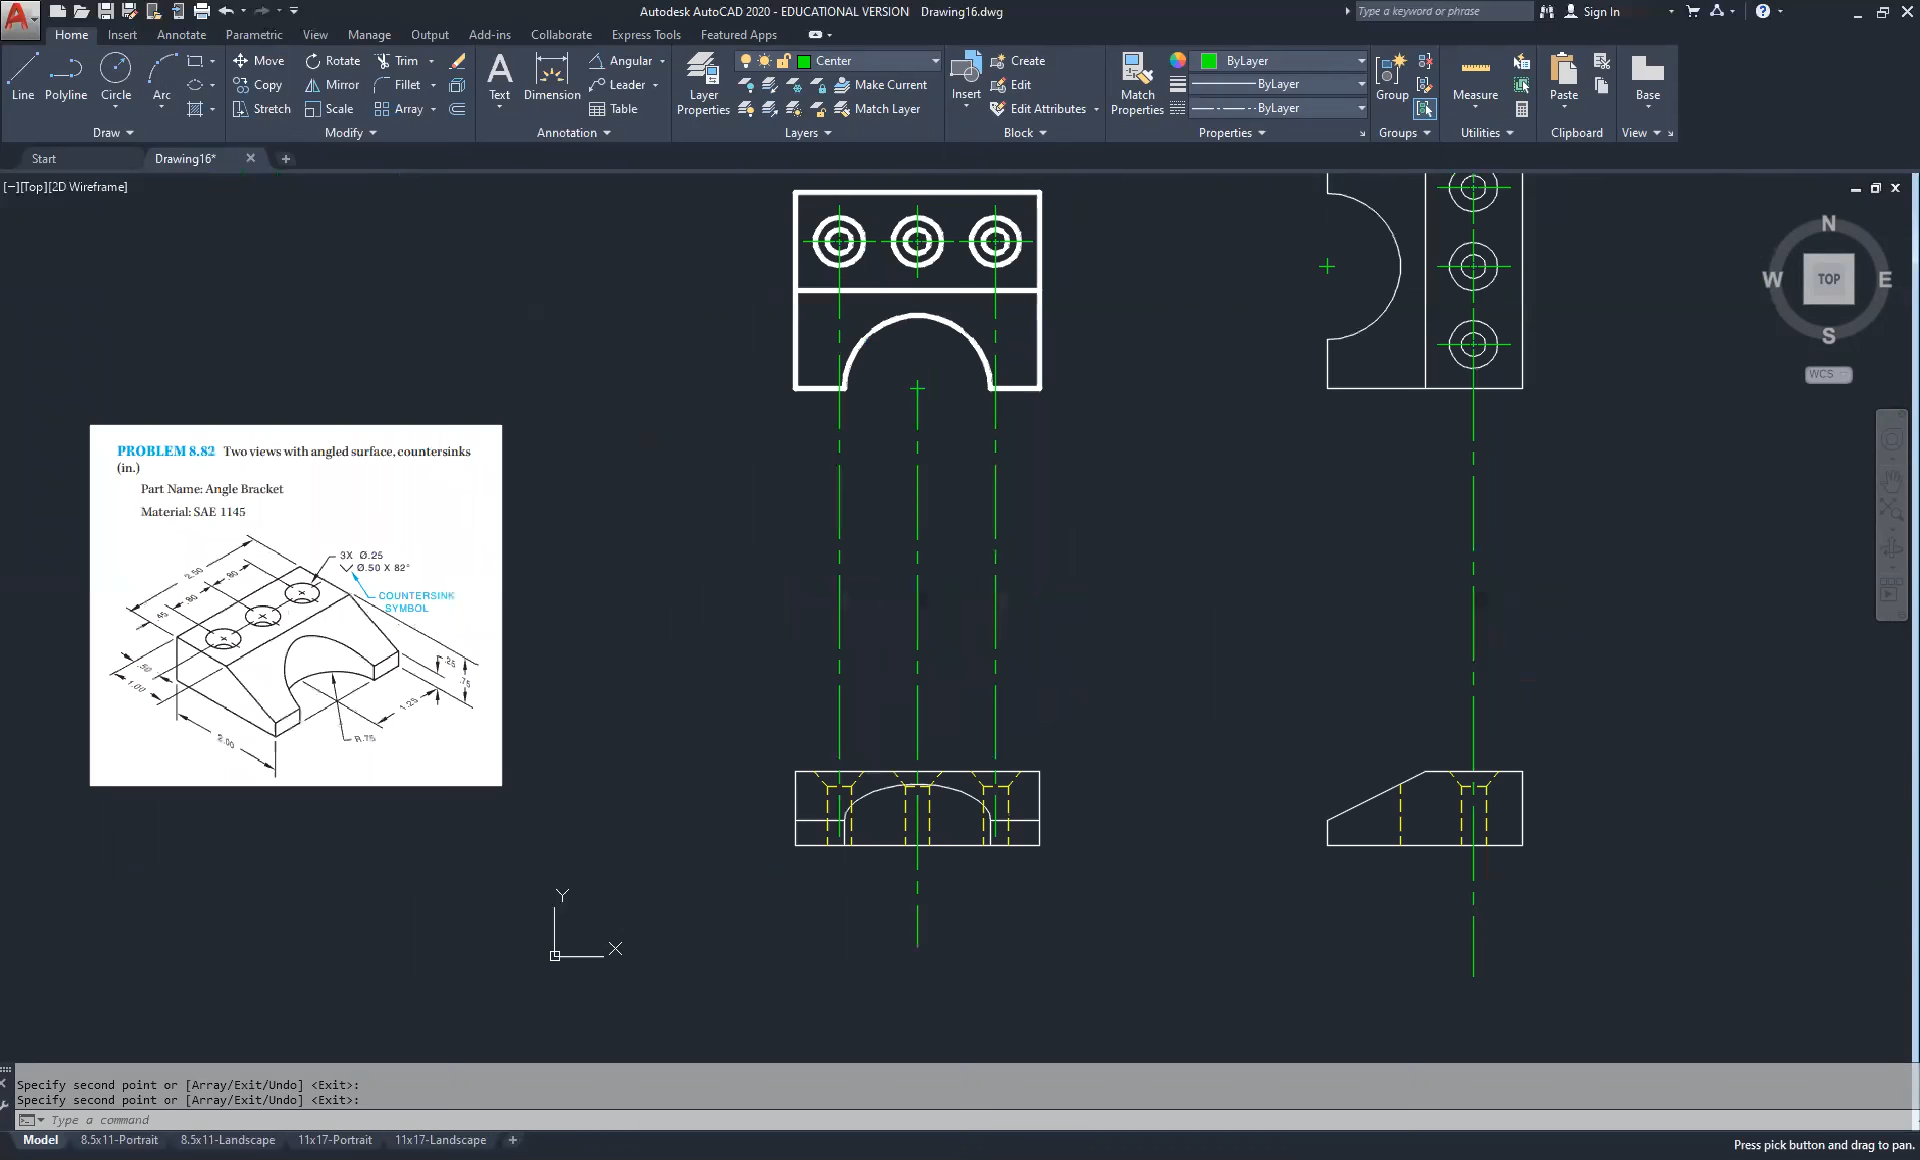 Autodesk AutoCAD 2020 - EDUCATIONAL VERSION Drawing16.dwg
Type a keyword or phrase
Sign In
Home Insert Annotate Parametric View Manage Output Add-ins Collaborate Express Tools Featured Apps
Line Polyline Circle Arc
Draw
Move Rotate Trim
Copy Mirror Fillet
Stretch Scale Array
Modify
Text Dimension
Angular
Leader
Table
Annotation
Layer Properties
Center
Make Current
Match Layer
Layers
Insert
Create
Edit
Edit Attributes
Block
Match Properties
ByLayer
ByLayer
ByLayer
Properties
Group
Groups
Measure
Utilities
Paste
Clipboard
Base
View
Start Drawing16*
[−][Top][2D Wireframe]
N
W TOP E
S
WCS
PROBLEM 8.82 Two views with angled surface, countersinks
(in.)
Part Name: Angle Bracket
Material: SAE 1145
3X Ø.25
Ø.50 X 82°
COUNTERSINK
SYMBOL
2.50
.80
.80
.45
.50
1.00
2.00
R.75
1.25
.25
.75
Y
X
Specify second point or [Array/Exit/Undo] <Exit>:
Specify second point or [Array/Exit/Undo] <Exit>:
Type a command
Model 8.5x11-Portrait 8.5x11-Landscape 11x17-Portrait 11x17-Landscape
Press pick button and drag to pan.